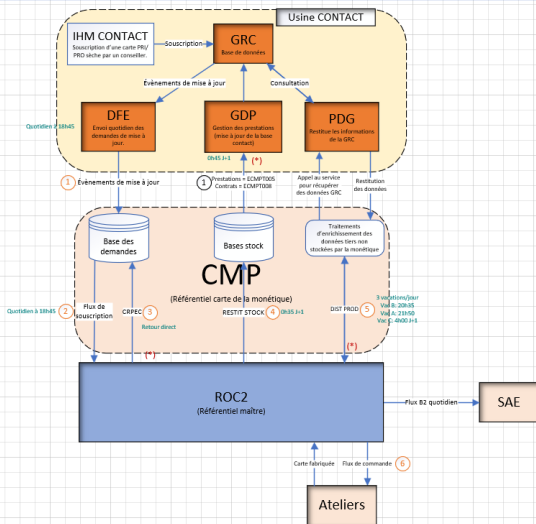 Usine CONTACT
IHM CONTACT
Souscription d'une carte PRI/
PRO sèche par un conseiller.
Souscription
GRC
Base de données
Évènements de mise à jour
Consultation
DFE
Envoi quotidien des
demandes de mise à
jour.
GDP
Gestion des prestations
(mise à jour de la base
contact)
PDG
Restitue les informations
de la GRC
Quotidien à 18h45
0h45 J+1
(*)
1
Évènements de mise à jour
1
Prestations = ECMPT005
Contrats = ECMPT008
Appel au service
pour récupérer
des données GRC
Restitution
des données
Base des
demandes
Bases stock
Traitements
d'enrichissement des
données tiers non
stockées par la monétique
CMP
(Référentiel carte de la monétique)
Quotidien à 18h45
2
Flux de
souscription
CRPEC
3
Retour direct
RESTIT STOCK
4
0h35 J+1
DIST PROD
5
3 vacations/jour
Vac B: 20h35
Vac A: 21h50
Vac C: 4h00 J+1
(*)
(*)
ROC2
(Référentiel maître)
Flux B2 quotidien
SAE
Carte fabriquée
Flux de commande
6
Ateliers